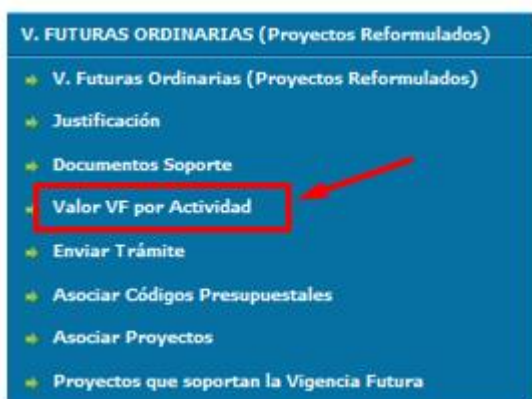 V. FUTURAS ORDINARIAS (Proyectos Reformulados)
V. Futuras Ordinarias (Proyectos Reformulados)
Justificación
Documentos Soporte
Valor VF por Actividad
Enviar Trámite
Asociar Códigos Presupuestales
Asociar Proyectos
Proyectos que soportan la Vigencia Futura